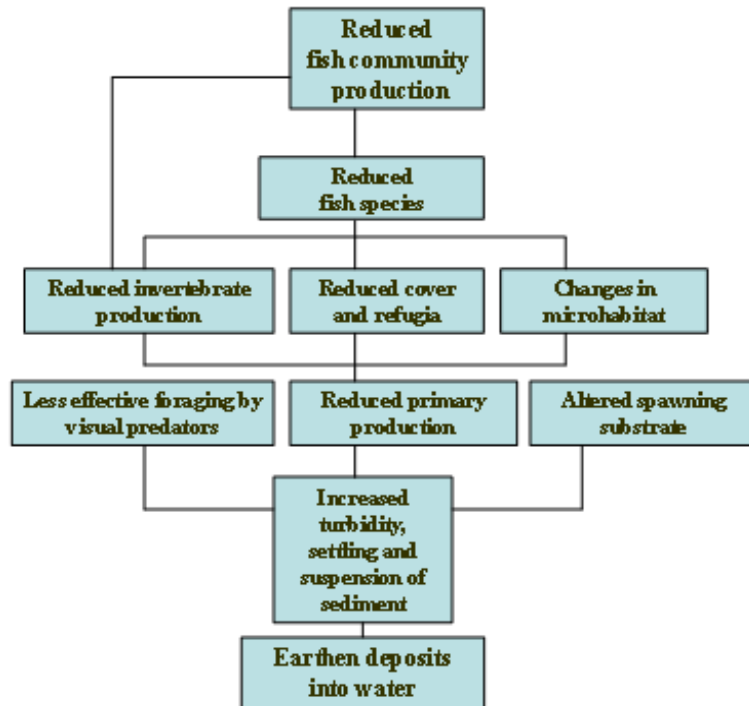 Reduced
fish community
production
Reduced
fish species
Reduced invertebrate
production
Reduced cover
and refugia
Changes in
microhabitat
Less effective foraging by
visual predators
Reduced primary
production
Altered spawning
substrate
Increased
turbidity,
settling and
suspension of
sediment
Earthen deposits
into water